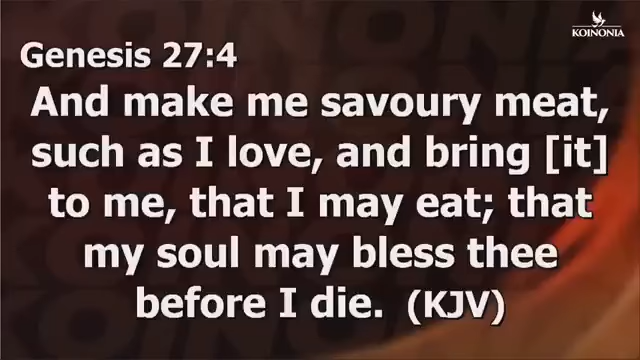 KOINONIA
Genesis 27:4
And make me savoury meat,
such as I love, and bring [it]
to me, that I may eat; that
my soul may bless thee
before I die. (KJV)